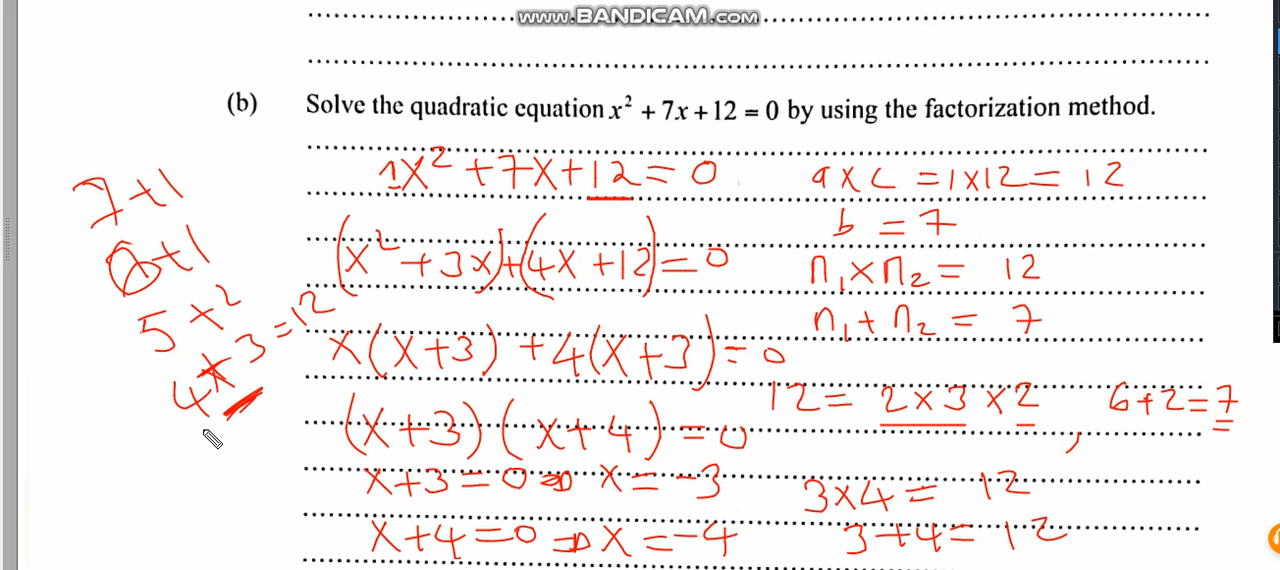 www.BANDICAM.com
(b) Solve the quadratic equation x² + 7x + 12 = 0 by using the factorization method.
1x² + 7x + 12 = 0
(x² + 3x) + (4x + 12) = 0
x(x+3) + 4(x+3) = 0
(x+3)(x+4) = 0
x+3 = 0 ⇒ x = -3
x+4 = 0 ⇒ x = -4
a x c = 1x12 = 12
b = 7
n₁ x n₂ = 12
n₁ + n₂ = 7
12 = 2 x 3 x 2 , 6+2 = 7
3x4 = 12
3+4 = 12
7+1
6+1
5+2
4 3 = 12